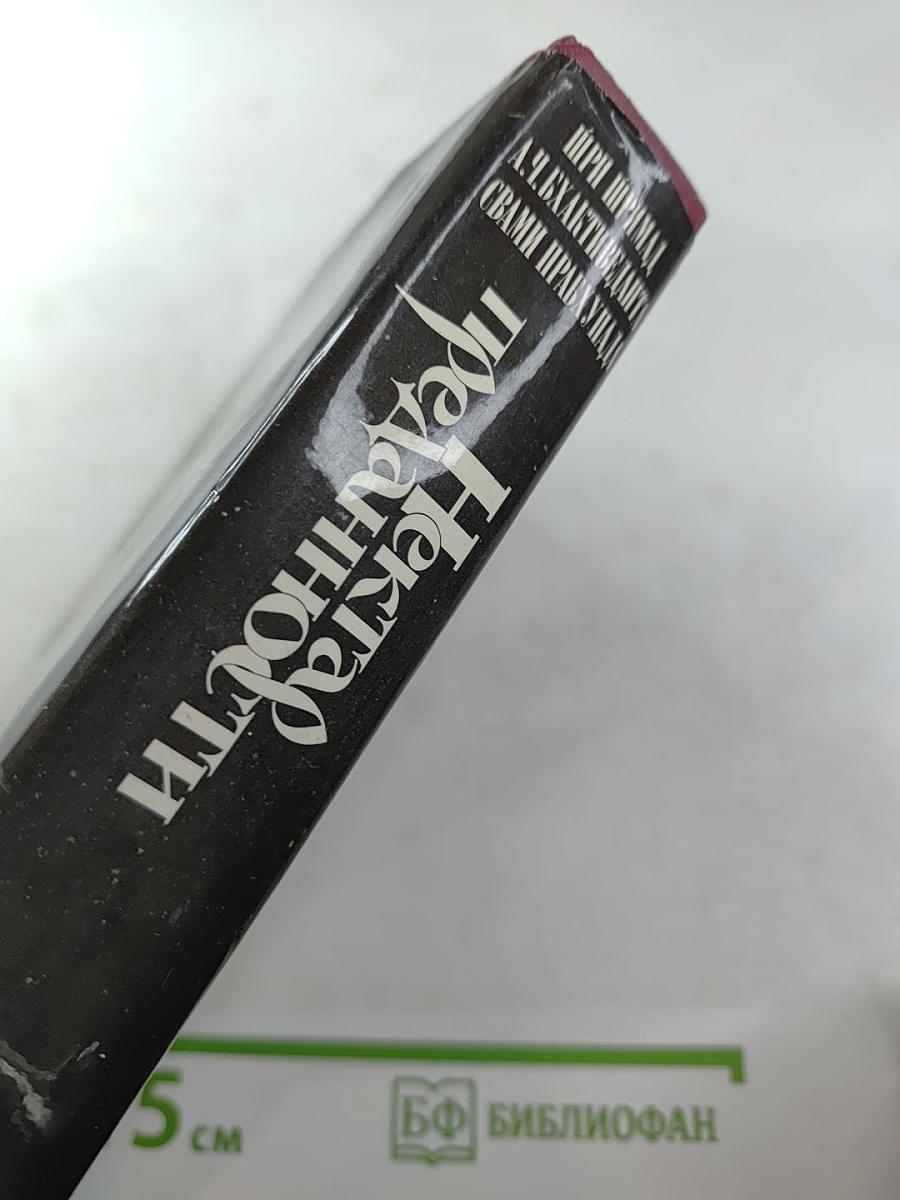 ШРИ ШРИМАД
А.Ч. БХАКТИВЕДАНТА
СВАМИ ПРАБХУПАДА
Нектар
преданности
5 см
БФ БИБЛИОФАН